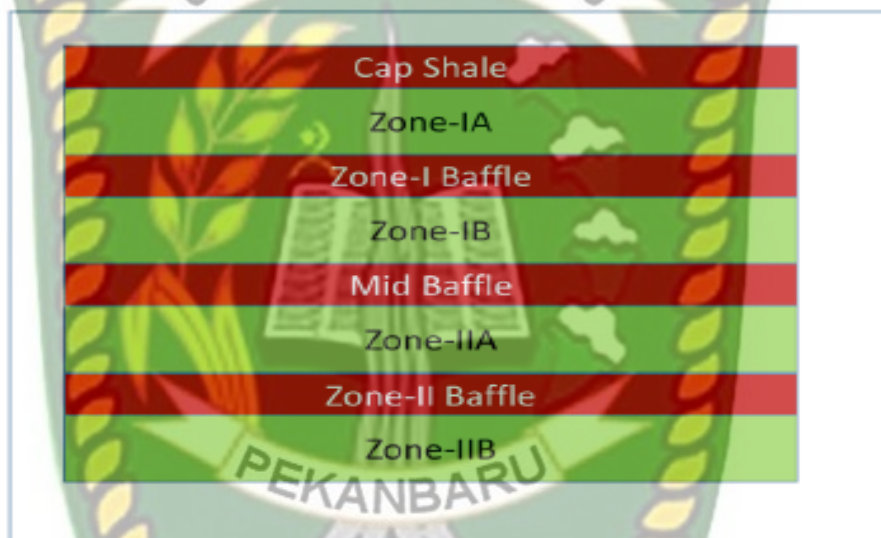 Cap Shale
Zone-IA
Zone-I Baffle
Zone-IB
Mid Baffle
Zone-IIA
Zone-II Baffle
Zone-IIB
PEKANBARU